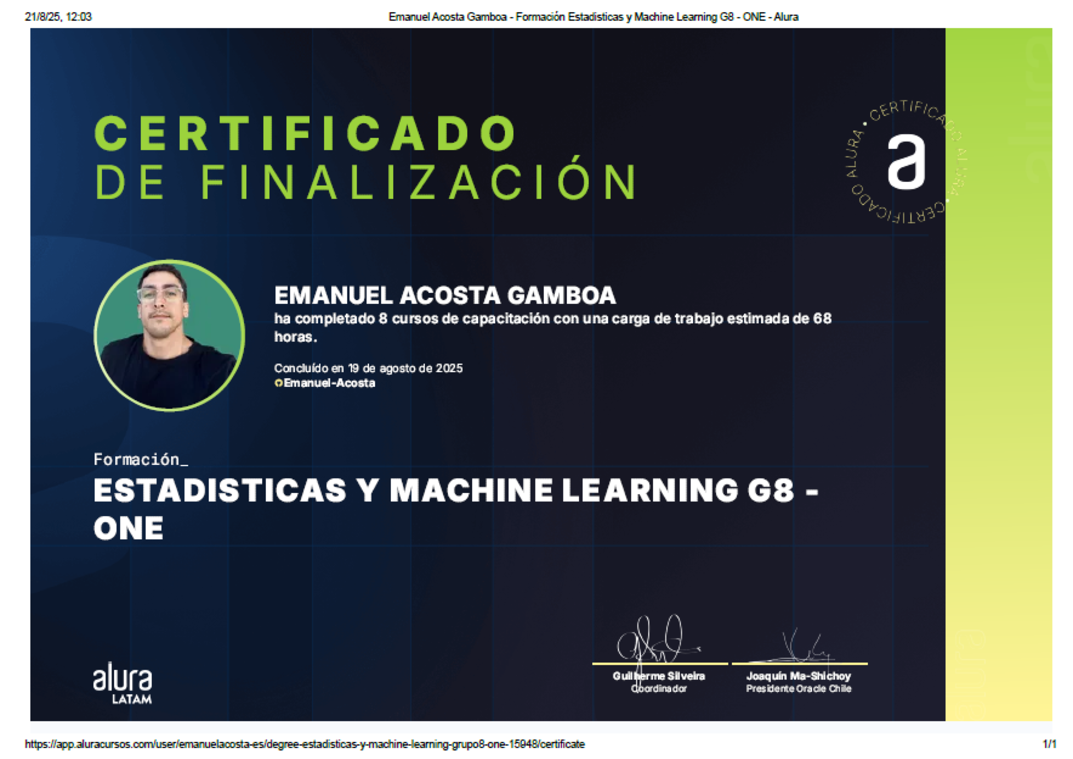 21/8/25, 12:03
Emanuel Acosta Gamboa - Formación Estadisticas y Machine Learning G8 - ONE - Alura
CERTIFICADO
DE FINALIZACIÓN
CERTIFICADO ALURA • CERTIFICADO ALURA •
a
EMANUEL ACOSTA GAMBOA
ha completado 8 cursos de capacitación con una carga de trabajo estimada de 68
horas.
Concluído en 19 de agosto de 2025
Emanuel-Acosta
Formación_
ESTADISTICAS Y MACHINE LEARNING G8 -
ONE
alura
LATAM
Guilherme Silveira
Coordinador
Joaquín Ma-Shichoy
Presidente Oracle Chile
https://app.aluracursos.com/user/emanuelacosta-es/degree-estadisticas-y-machine-learning-grupo8-one-15948/certificate
1/1